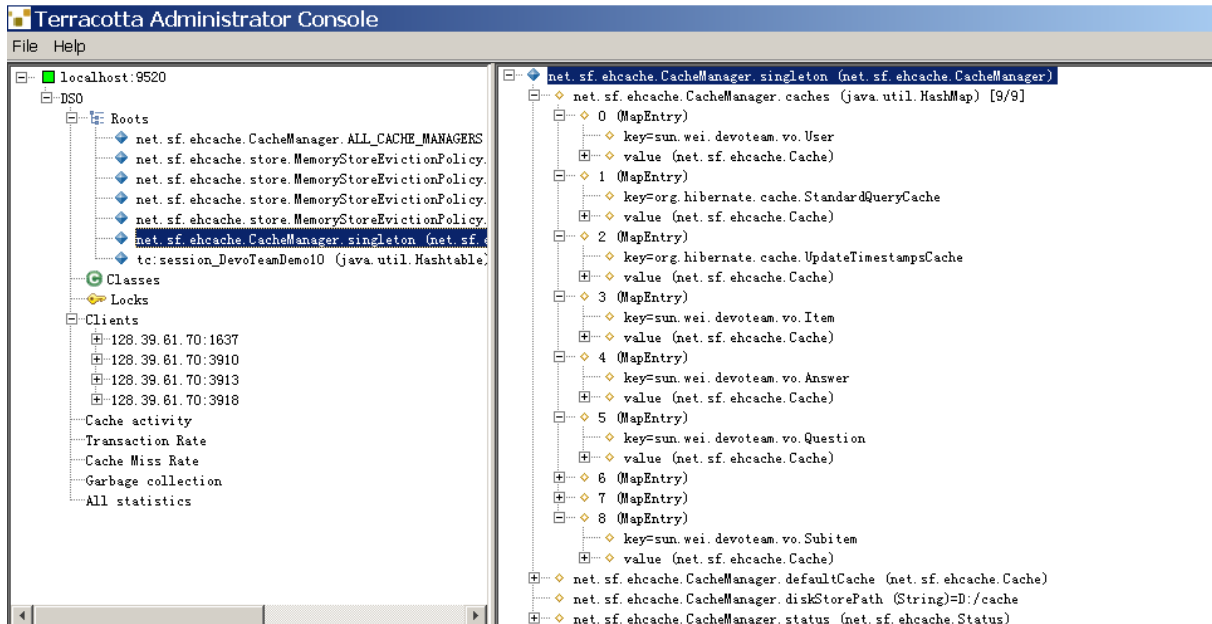 Terracotta Administrator Console
File Help
localhost:9520
DSO
Roots
net.sf.ehcache.CacheManager.ALL_CACHE_MANAGERS
net.sf.ehcache.store.MemoryStoreEvictionPolicy.
net.sf.ehcache.store.MemoryStoreEvictionPolicy.
net.sf.ehcache.store.MemoryStoreEvictionPolicy.
net.sf.ehcache.store.MemoryStoreEvictionPolicy.
net.sf.ehcache.CacheManager.singleton (net.sf.e
tc:session_DevoTeamDemo10 (java.util.Hashtable)
Classes
Locks
Clients
128.39.61.70:1637
128.39.61.70:3910
128.39.61.70:3913
128.39.61.70:3918
Cache activity
Transaction Rate
Cache Miss Rate
Garbage collection
All statistics
net.sf.ehcache.CacheManager.singleton (net.sf.ehcache.CacheManager)
net.sf.ehcache.CacheManager.caches (java.util.HashMap) [9/9]
0 (MapEntry)
key=sun.wei.devoteam.vo.User
value (net.sf.ehcache.Cache)
1 (MapEntry)
key=org.hibernate.cache.StandardQueryCache
value (net.sf.ehcache.Cache)
2 (MapEntry)
key=org.hibernate.cache.UpdateTimestampsCache
value (net.sf.ehcache.Cache)
3 (MapEntry)
key=sun.wei.devoteam.vo.Item
value (net.sf.ehcache.Cache)
4 (MapEntry)
key=sun.wei.devoteam.vo.Answer
value (net.sf.ehcache.Cache)
5 (MapEntry)
key=sun.wei.devoteam.vo.Question
value (net.sf.ehcache.Cache)
6 (MapEntry)
7 (MapEntry)
8 (MapEntry)
key=sun.wei.devoteam.vo.Subitem
value (net.sf.ehcache.Cache)
net.sf.ehcache.CacheManager.defaultCache (net.sf.ehcache.Cache)
net.sf.ehcache.CacheManager.diskStorePath (String)=D:/cache
net.sf.ehcache.CacheManager.status (net.sf.ehcache.Status)